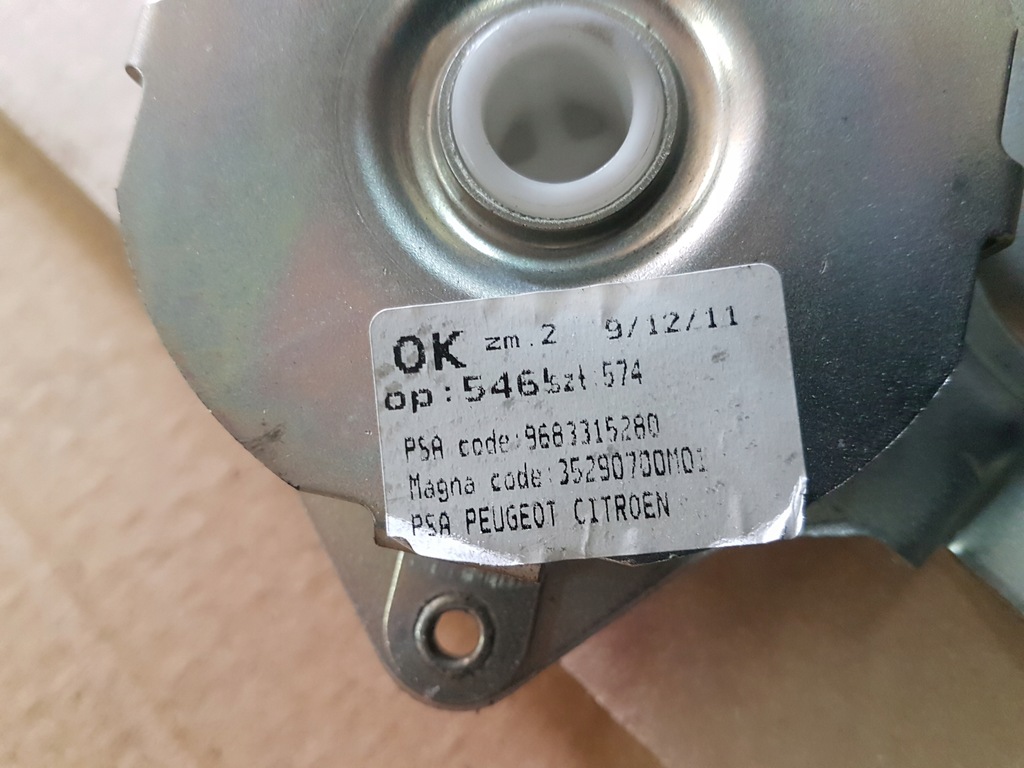 OK zm.2 9/12/11
op:546 szt.574
PSA code:9683315280
Magna code:35290700M01
PSA PEUGEOT CITROEN